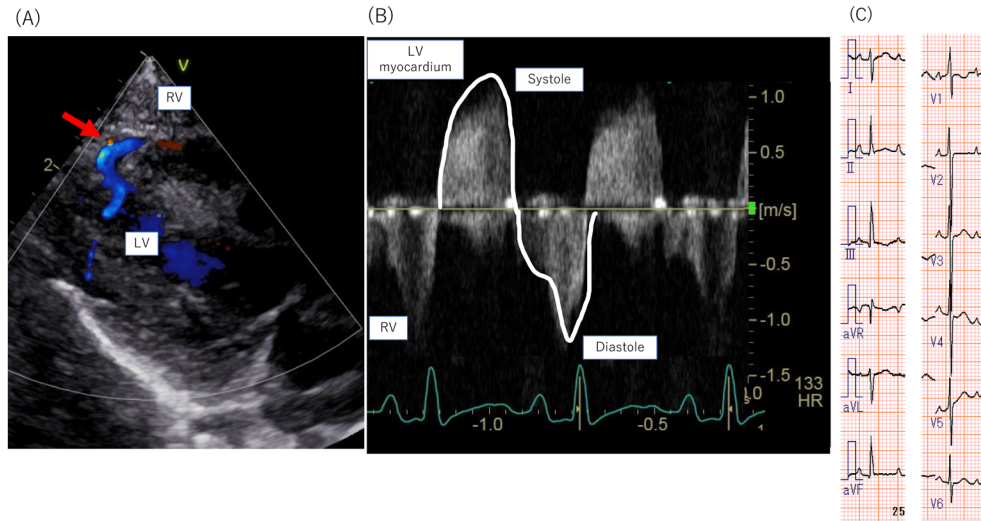 (A)
V
RV
2
LV
(B)
LV
myocardium
Systole
1.0
0.5
[m/s]
-0.5
-1.0
-1.5
RV
Diastole
133
HR
-1.0
-0.5
(C)
I
II
III
aVR
aVL
aVF
25
V1
V2
V3
V4
V5
V6